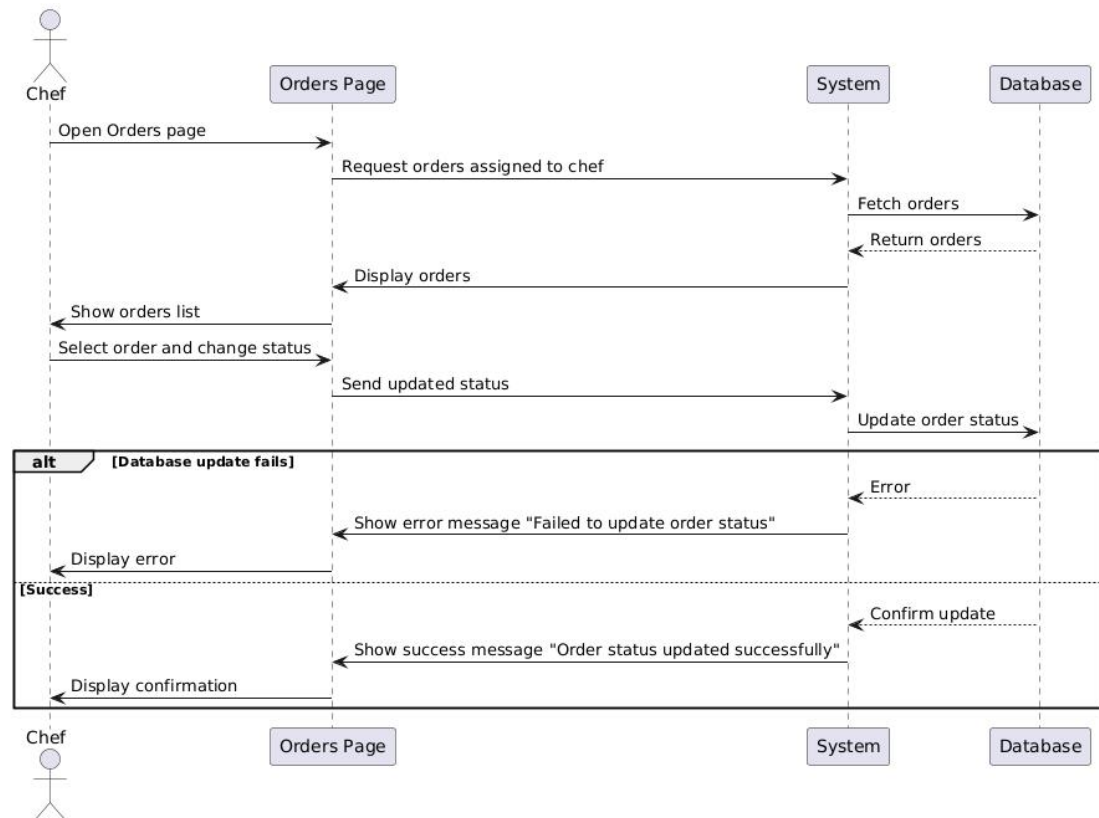 Chef
Orders Page
System
Database
Open Orders page
Request orders assigned to chef
Fetch orders
Return orders
Display orders
Show orders list
Select order and change status
Send updated status
Update order status
alt [Database update fails]
Error
Show error message "Failed to update order status"
Display error
[Success]
Confirm update
Show success message "Order status updated successfully"
Display confirmation
Chef
Orders Page
System
Database